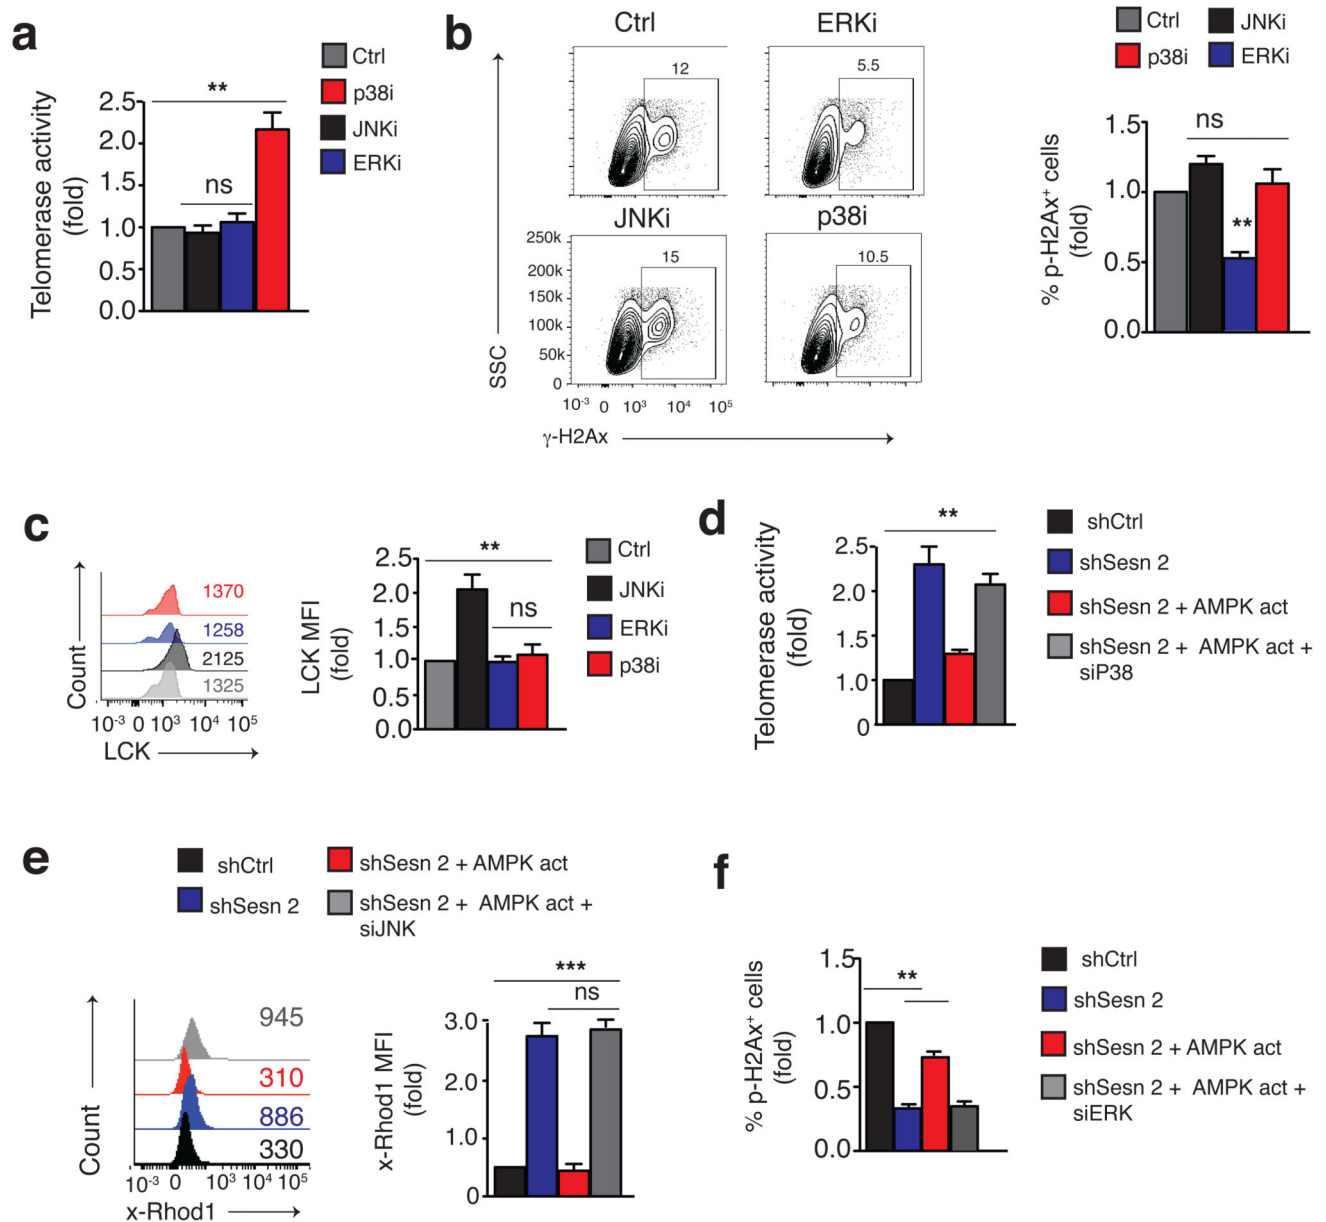 a
Telomerase activity
(fold)
2.5
2.0
1.5
1.0
0.5
0.0
**
ns
Ctrl
p38i
JNKi
ERKi
b
Ctrl
ERKi
12
5.5
JNKi
p38i
15
10.5
250k
200k
150k
100k
50k
0
SSC
10-3 0 103 104 105
γ-H2Ax
Ctrl
JNKi
p38i
ERKi
% p-H2Ax+ cells
(fold)
1.5
1.0
0.5
0.0
ns
**
c
Count
1370
1258
2125
1325
10-3 0 103 104 105
LCK
LCK MFI
(fold)
2.5
2.0
1.5
1.0
0.5
0.0
**
ns
Ctrl
JNKi
ERKi
p38i
d
Telomerase activity
(fold)
2.5
2.0
1.5
1.0
0
**
shCtrl
shSesn 2
shSesn 2 + AMPK act
shSesn 2 + AMPK act +
siP38
e
shCtrl
shSesn 2
shSesn 2 + AMPK act
shSesn 2 + AMPK act +
siJNK
Count
945
310
886
330
10-3 0 103 104 105
x-Rhod1
x-Rhod1 MFI
(fold)
3.0
2.0
1.0
0
***
ns
f
% p-H2Ax+ cells
(fold)
1.5
1.0
0.5
0.0
**
shCtrl
shSesn 2
shSesn 2 + AMPK act
shSesn 2 + AMPK act +
siERK